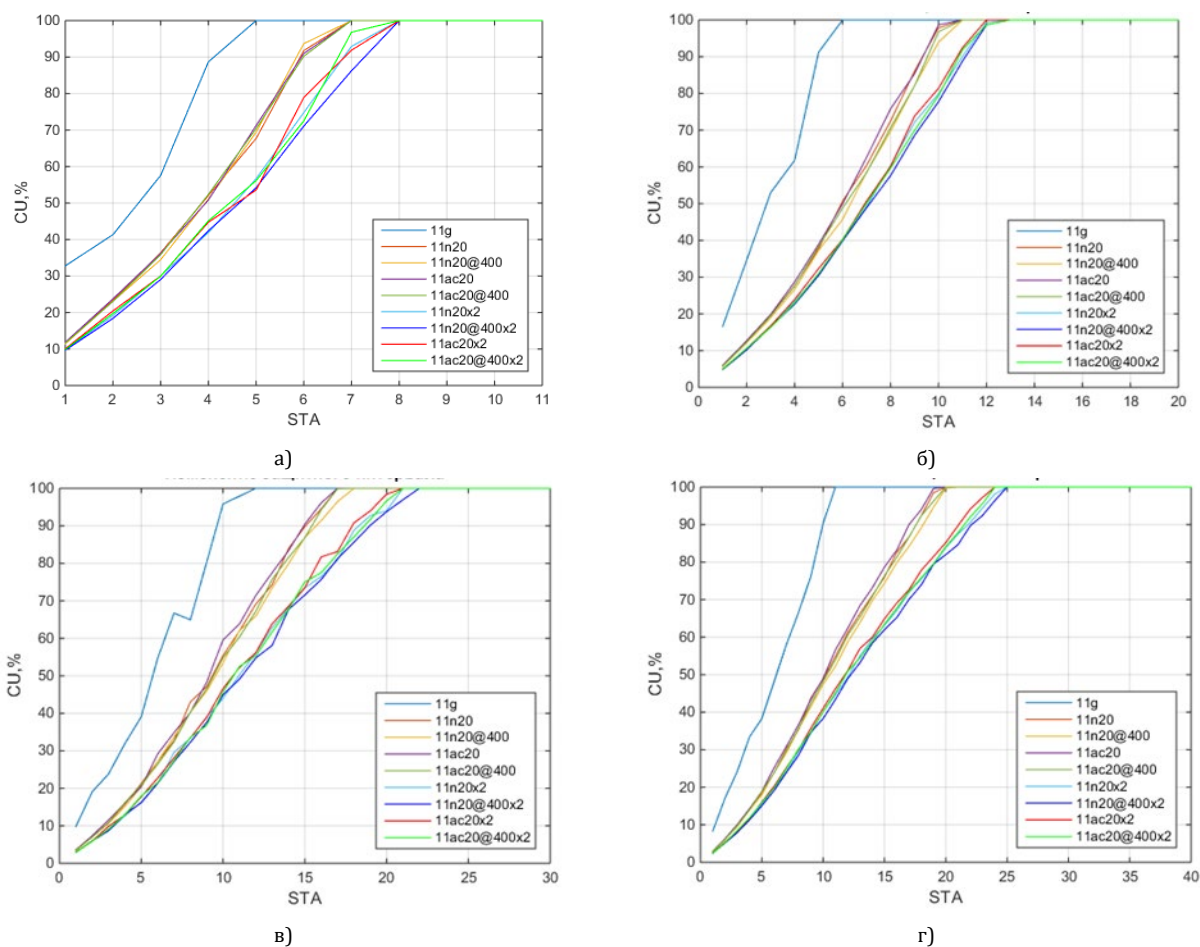 100
90
80
70
60
50
40
30
20
10
0
CU,%
1 2 3 4 5 6 7 8 9 10 11
STA
11g
11n20
11n20@400
11ac20
11ac20@400
11n20x2
11n20@400x2
11ac20x2
11ac20@400x2
а)
100
90
80
70
60
50
40
30
20
10
0
CU,%
0 2 4 6 8 10 12 14 16 18 20
STA
11g
11n20
11n20@400
11ac20
11ac20@400
11n20x2
11n20@400x2
11ac20x2
11ac20@400x2
б)
100
90
80
70
60
50
40
30
20
10
0
CU,%
0 5 10 15 20 25 30
STA
11g
11n20
11n20@400
11ac20
11ac20@400
11n20x2
11n20@400x2
11ac20x2
11ac20@400x2
в)
100
90
80
70
60
50
40
30
20
10
0
CU,%
0 5 10 15 20 25 30 35 40
STA
11g
11n20
11n20@400
11ac20
11ac20@400
11n20x2
11n20@400x2
11ac20x2
11ac20@400x2
г)